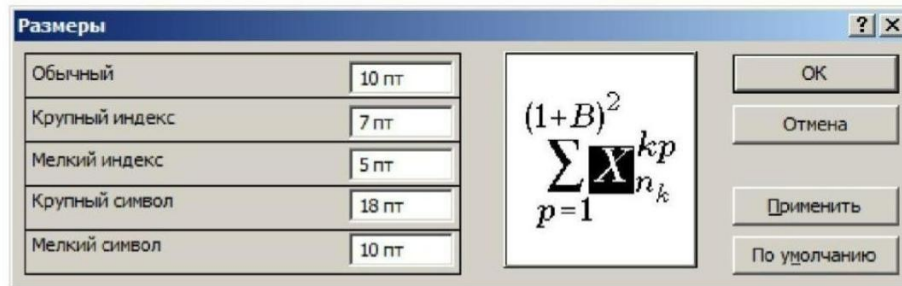 Размеры
? X
Обычный 10 пт
Крупный индекс 7 пт
Мелкий индекс 5 пт
Крупный символ 18 пт
Мелкий символ 10 пт
(1+B)²
∑ X kp nk
p=1
OK
Отмена
Применить
По умолчанию